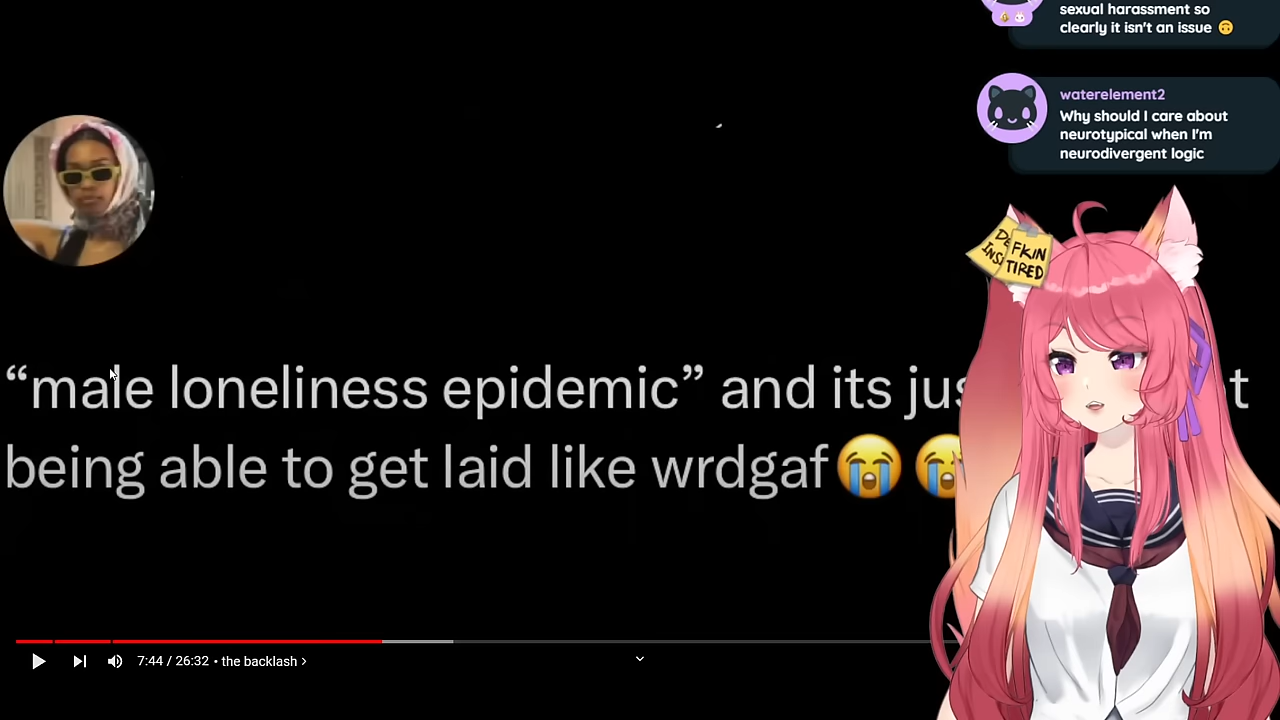 sexual harassment so
clearly it isn't an issue 🙃
waterelement2
Why should I care about
neurotypical when I'm
neurodivergent logic
FKIN
TIRED
“male loneliness epidemic” and its
being able to get laid like wrdgaf😭😭
7:44 / 26:32 • the backlash ›